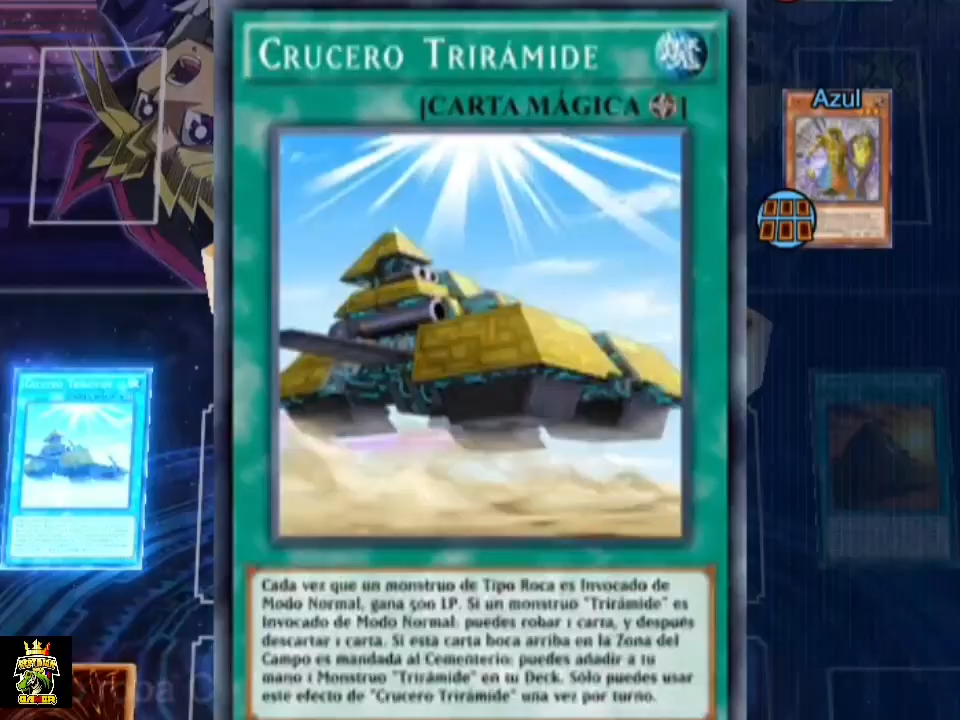 Crucero Trirámide
[CARTA MÁGICA ]
Azul
Crucero Trirámide
Cada vez que un monstruo de Tipo Roca es Invocado de
Modo Normal, gana 500 LP. Si un monstruo "Trirámide" es
Invocado de Modo Normal: puedes robar 1 carta, y después
descartar 1 carta. Si esta carta boca arriba en la Zona del
Campo es mandada al Cementerio: puedes añadir a tu
mano 1 Monstruo "Trirámide" en tu Deck. Sólo puedes usar
este efecto de "Crucero Trirámide" una vez por turno.